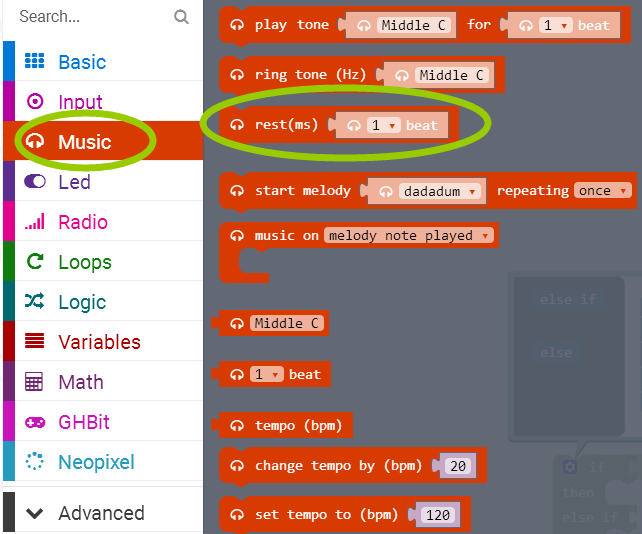 Search...
Basic
Input
Music
Led
Radio
Loops
Logic
Variables
Math
GHBit
Neopixel
Advanced
play tone Middle C for 1 beat
ring tone (Hz) Middle C
rest(ms) 1 beat
start melody dadadum repeating once
music on melody note played
Middle C
1 beat
tempo (bpm)
change tempo by (bpm) 20
set tempo to (bpm) 120
else if
else
if
then
else if